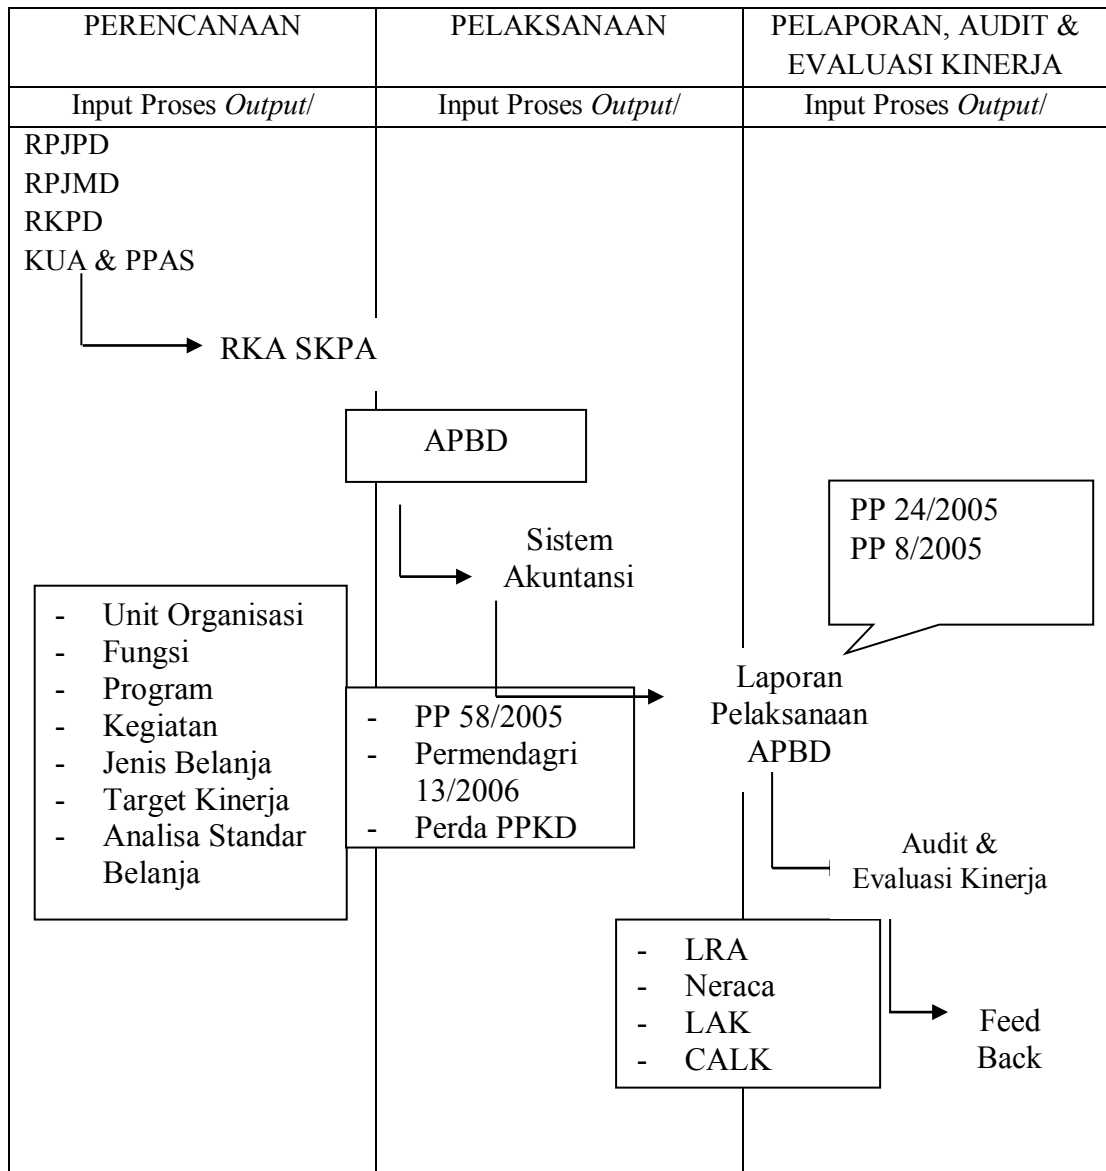 PERENCANAAN
PELAKSANAAN
PELAPORAN, AUDIT &
EVALUASI KINERJA
Input Proses Output/
Input Proses Output/
Input Proses Output/
RPJPD
RPJMD
RKPD
KUA & PPAS
RKA SKPA
APBD
Sistem
Akuntansi
PP 24/2005
PP 8/2005
- Unit Organisasi
- Fungsi
- Program
- Kegiatan
- Jenis Belanja
- Target Kinerja
- Analisa Standar
Belanja
- PP 58/2005
- Permendagri
13/2006
- Perda PPKD
Laporan
Pelaksanaan
APBD
Audit &
Evaluasi Kinerja
- LRA
- Neraca
- LAK
- CALK
Feed
Back